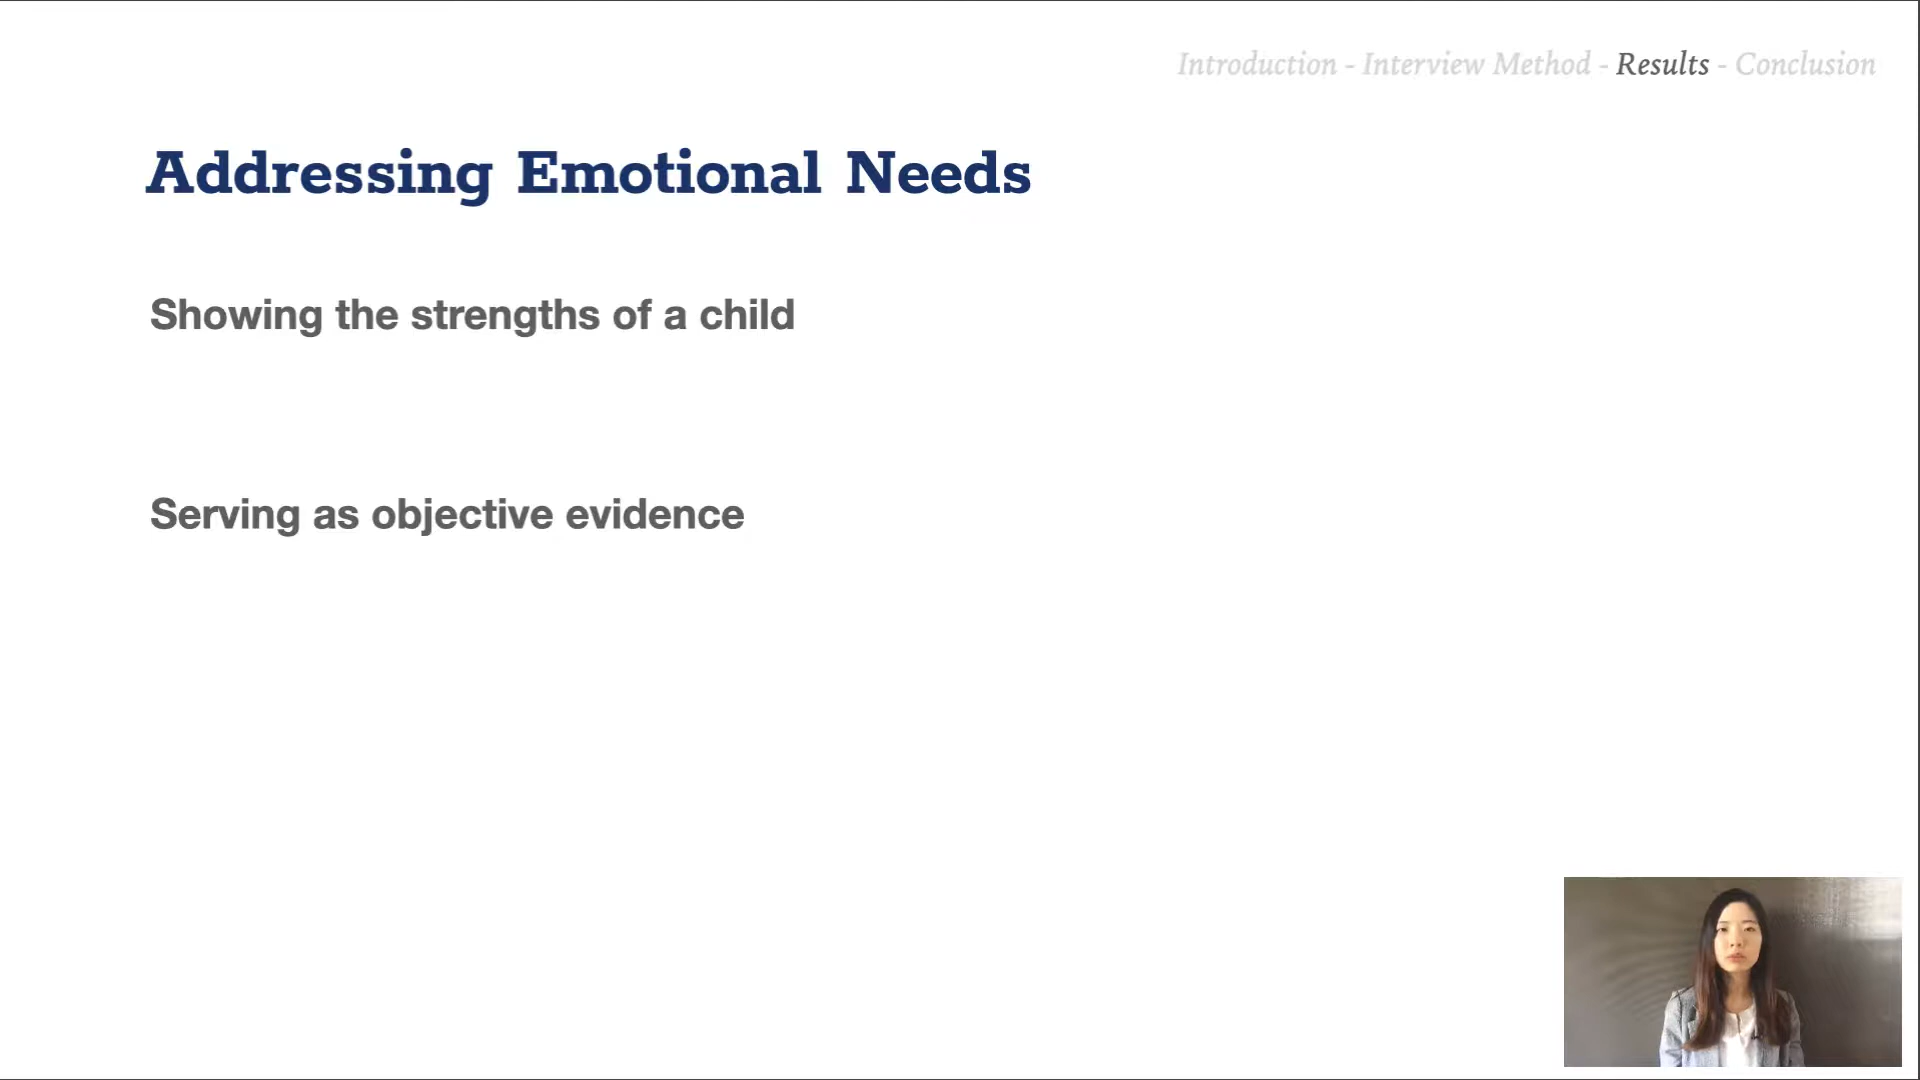 Introduction - Interview Method - Results - Conclusion
Addressing Emotional Needs
Showing the strengths of a child
Serving as objective evidence